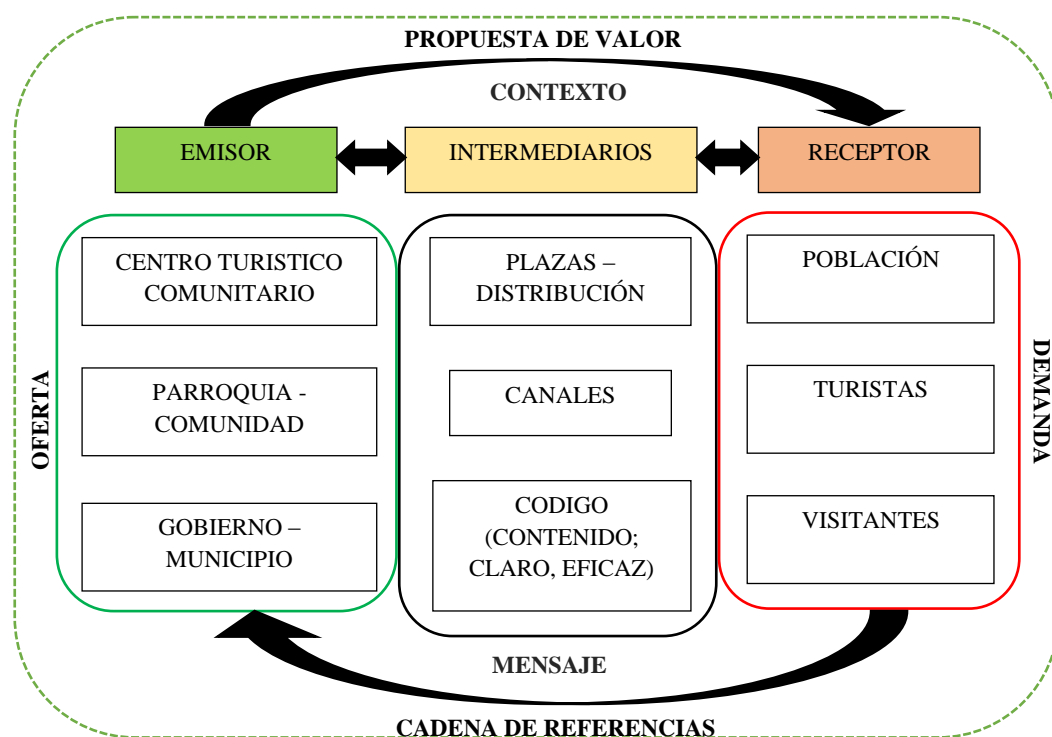 PROPUESTA DE VALOR
CONTEXTO
EMISOR
INTERMEDIARIOS
RECEPTOR
OFERTA
CENTRO TURISTICO
COMUNITARIO
PARROQUIA -
COMUNIDAD
GOBIERNO –
MUNICIPIO
PLAZAS –
DISTRIBUCIÓN
CANALES
CODIGO
(CONTENIDO;
CLARO, EFICAZ)
POBLACIÓN
TURISTAS
VISITANTES
DEMANDA
MENSAJE
CADENA DE REFERENCIAS